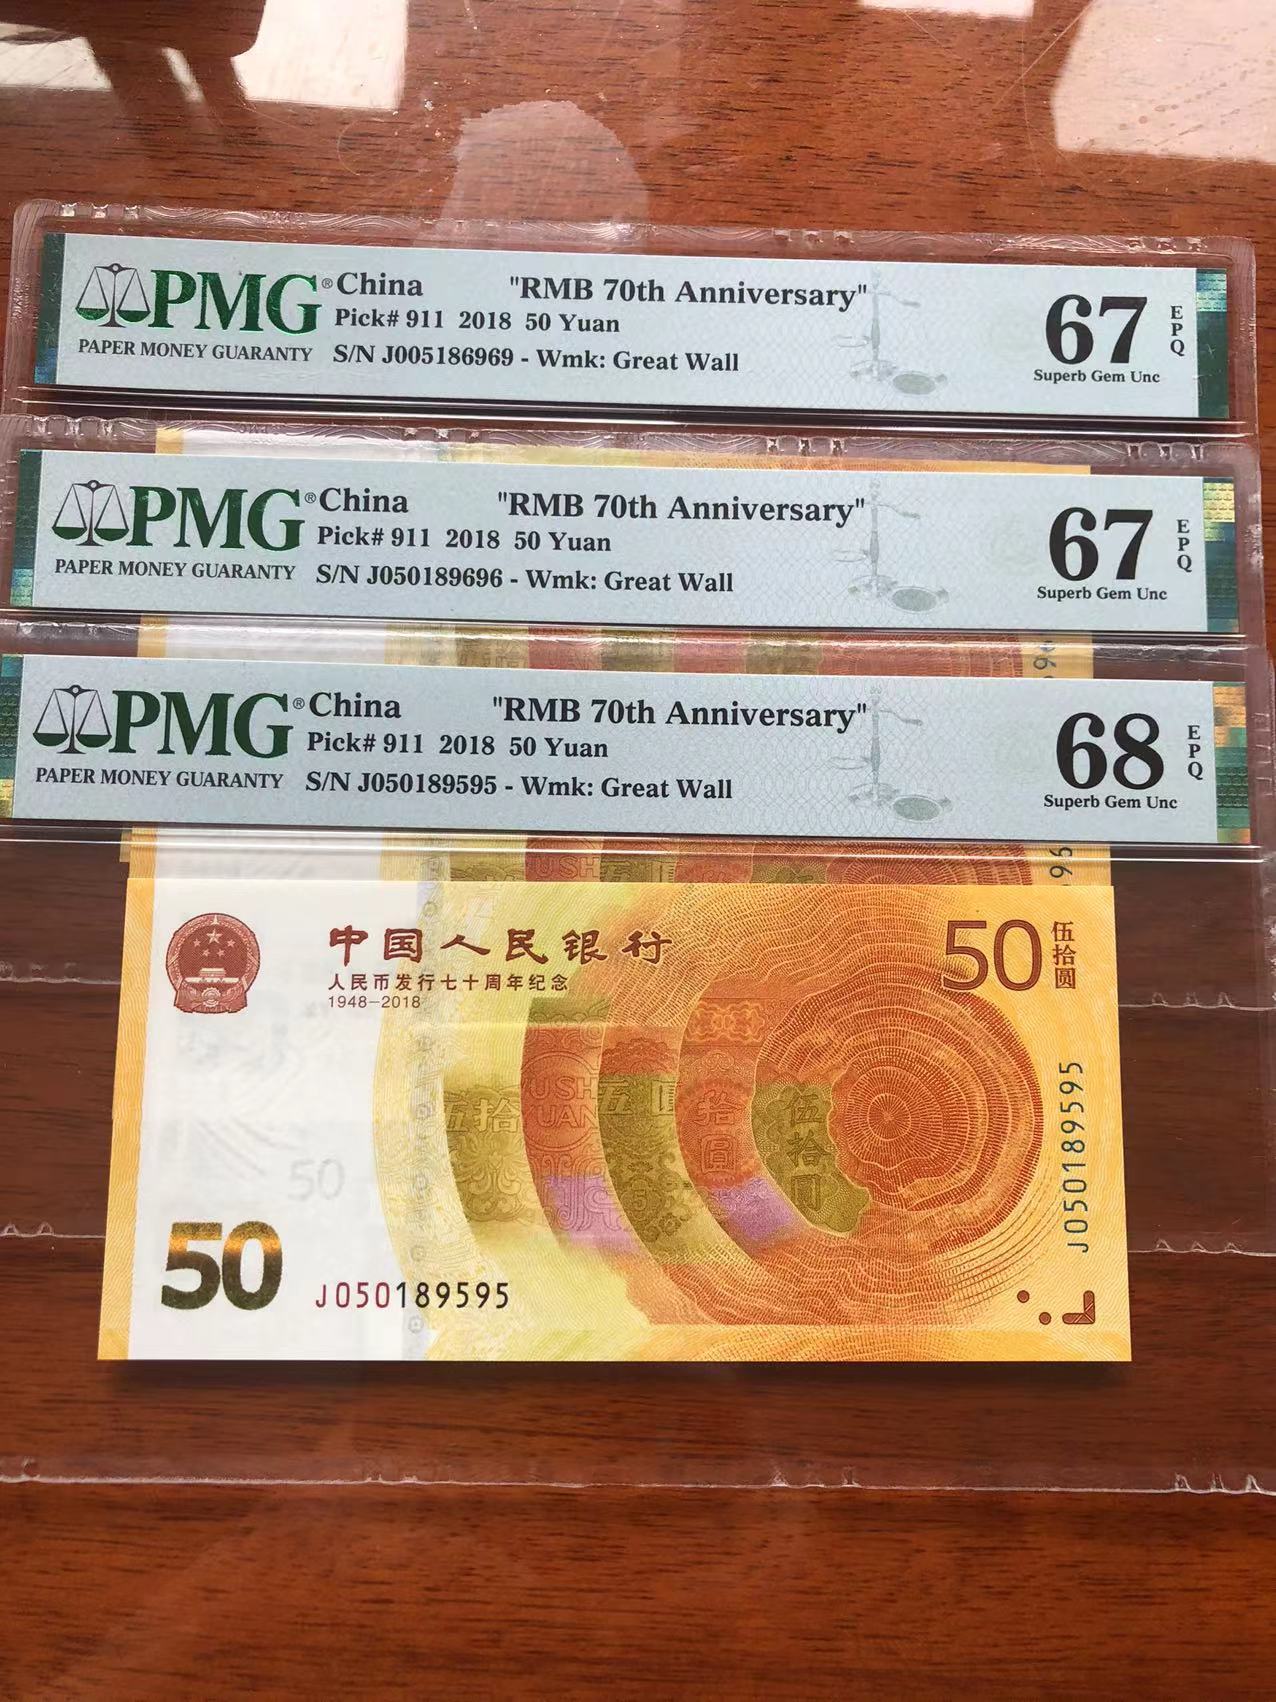 PMG® China "RMB 70th Anniversary"
Pick# 911 2018 50 Yuan
PAPER MONEY GUARANTY S/N J005186969 - Wmk: Great Wall
67 EPQ
Superb Gem Unc
PMG® China "RMB 70th Anniversary"
Pick# 911 2018 50 Yuan
PAPER MONEY GUARANTY S/N J050189696 - Wmk: Great Wall
67 EPQ
Superb Gem Unc
PMG® China "RMB 70th Anniversary"
Pick# 911 2018 50 Yuan
PAPER MONEY GUARANTY S/N J050189595 - Wmk: Great Wall
68 EPQ
Superb Gem Unc
中国人民银行
人民币发行七十周年纪念
1948-2018
50 伍拾圆
伍拾
USH
YUAN
五
拾圆
伍拾圆
50
J050189595
50
J050189595